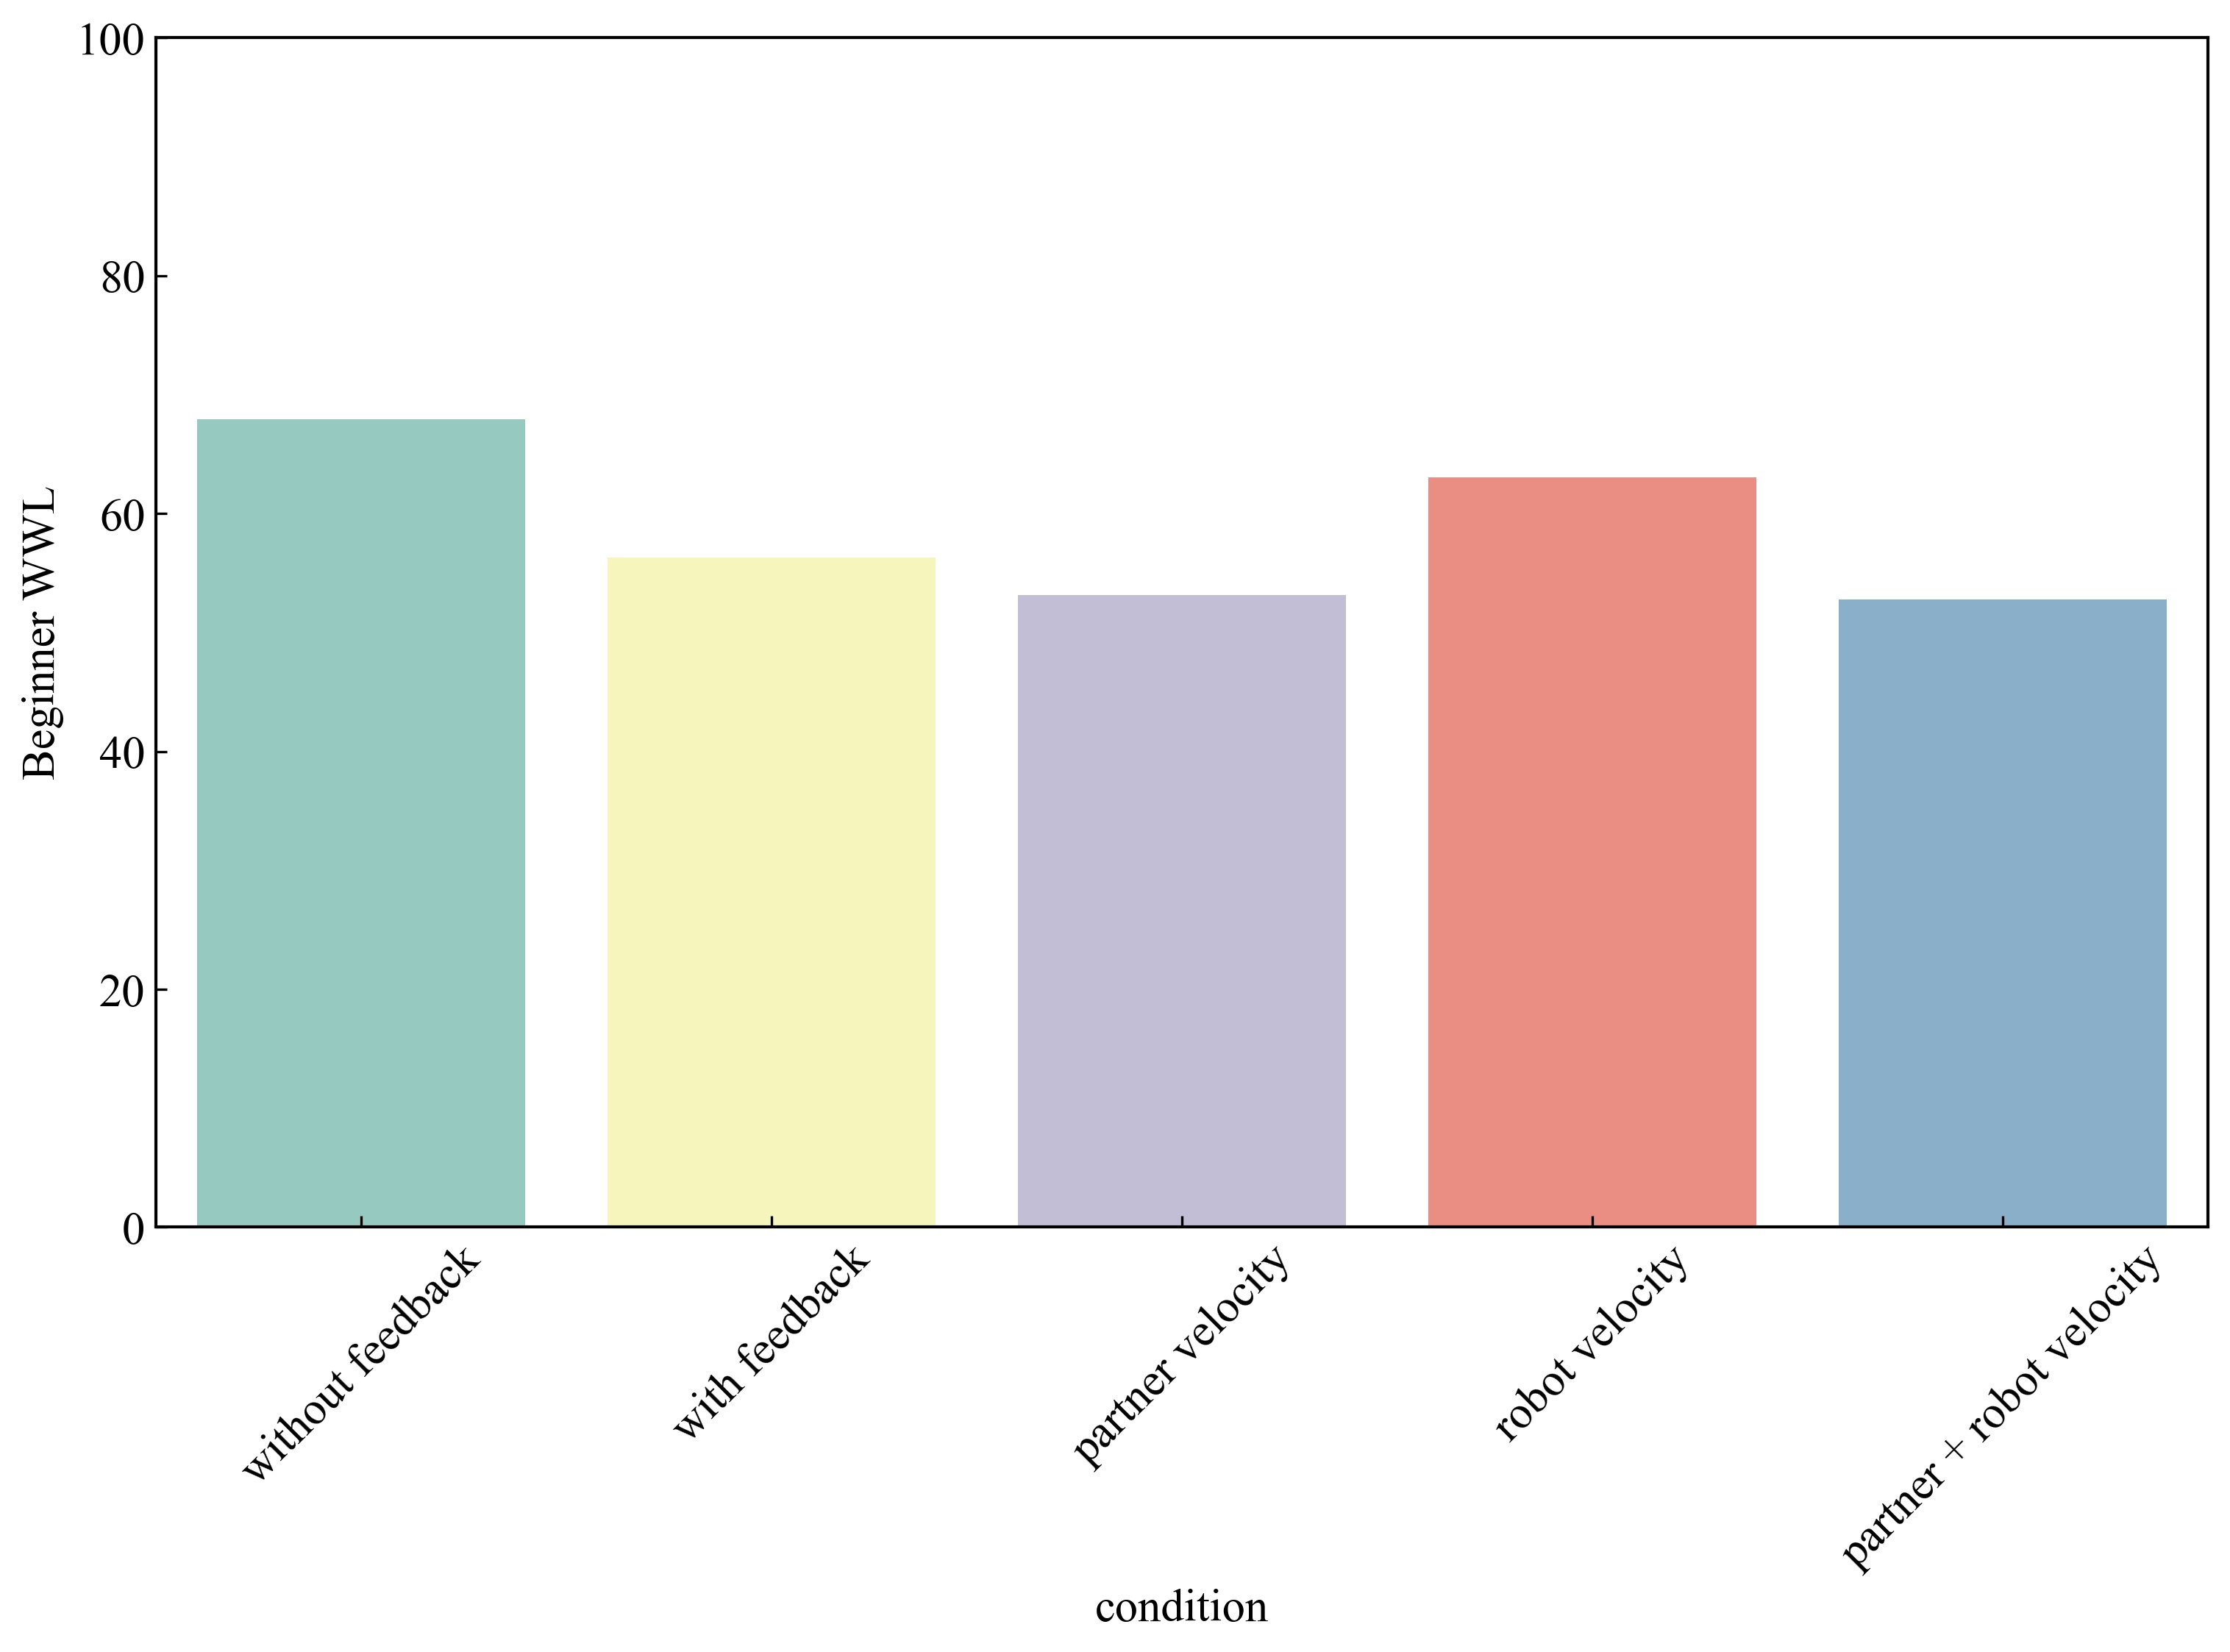 100
80
60
40
20
0
Beginner WWL
without feedback
with feedback
partner velocity
robot velocity
partner + robot velocity
condition